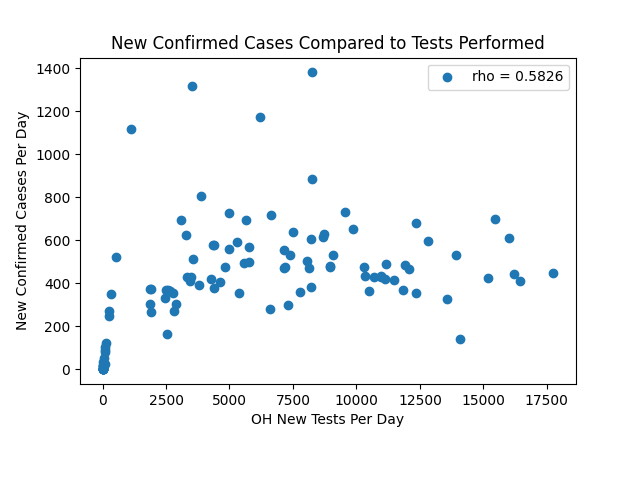 New Confirmed Cases Compared to Tests Performed
rho = 0.5826
New Confirmed Caeses Per Day
1400
1200
1000
800
600
400
200
0
0 2500 5000 7500 10000 12500 15000 17500
OH New Tests Per Day